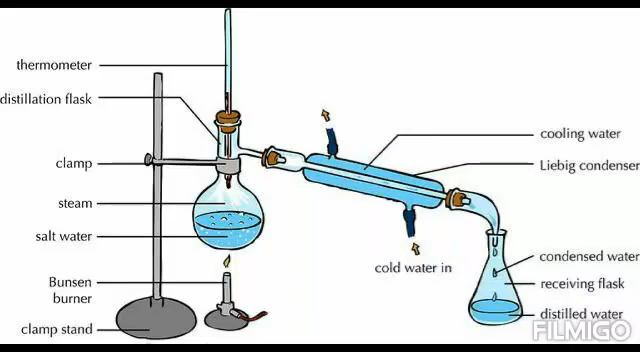 thermometer
distillation flask
clamp
steam
salt water
Bunsen
burner
clamp stand
cooling water
Liebig condenser
cold water in
condensed water
receiving flask
distilled water
FILMIGO